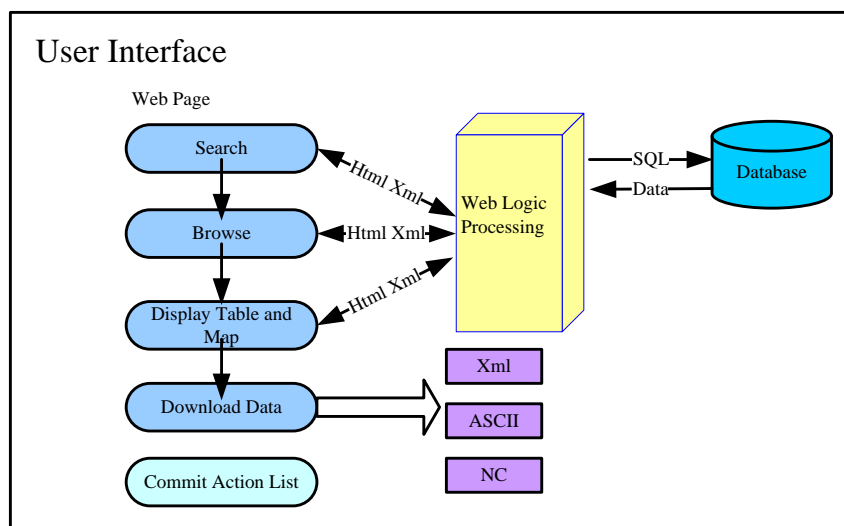 User Interface
Web Page
Search
Html Xml
SQL
Database
Data
Web Logic
Processing
Browse
Html Xml
Html Xml
Display Table and
Map
Xml
Download Data
ASCII
Commit Action List
NC